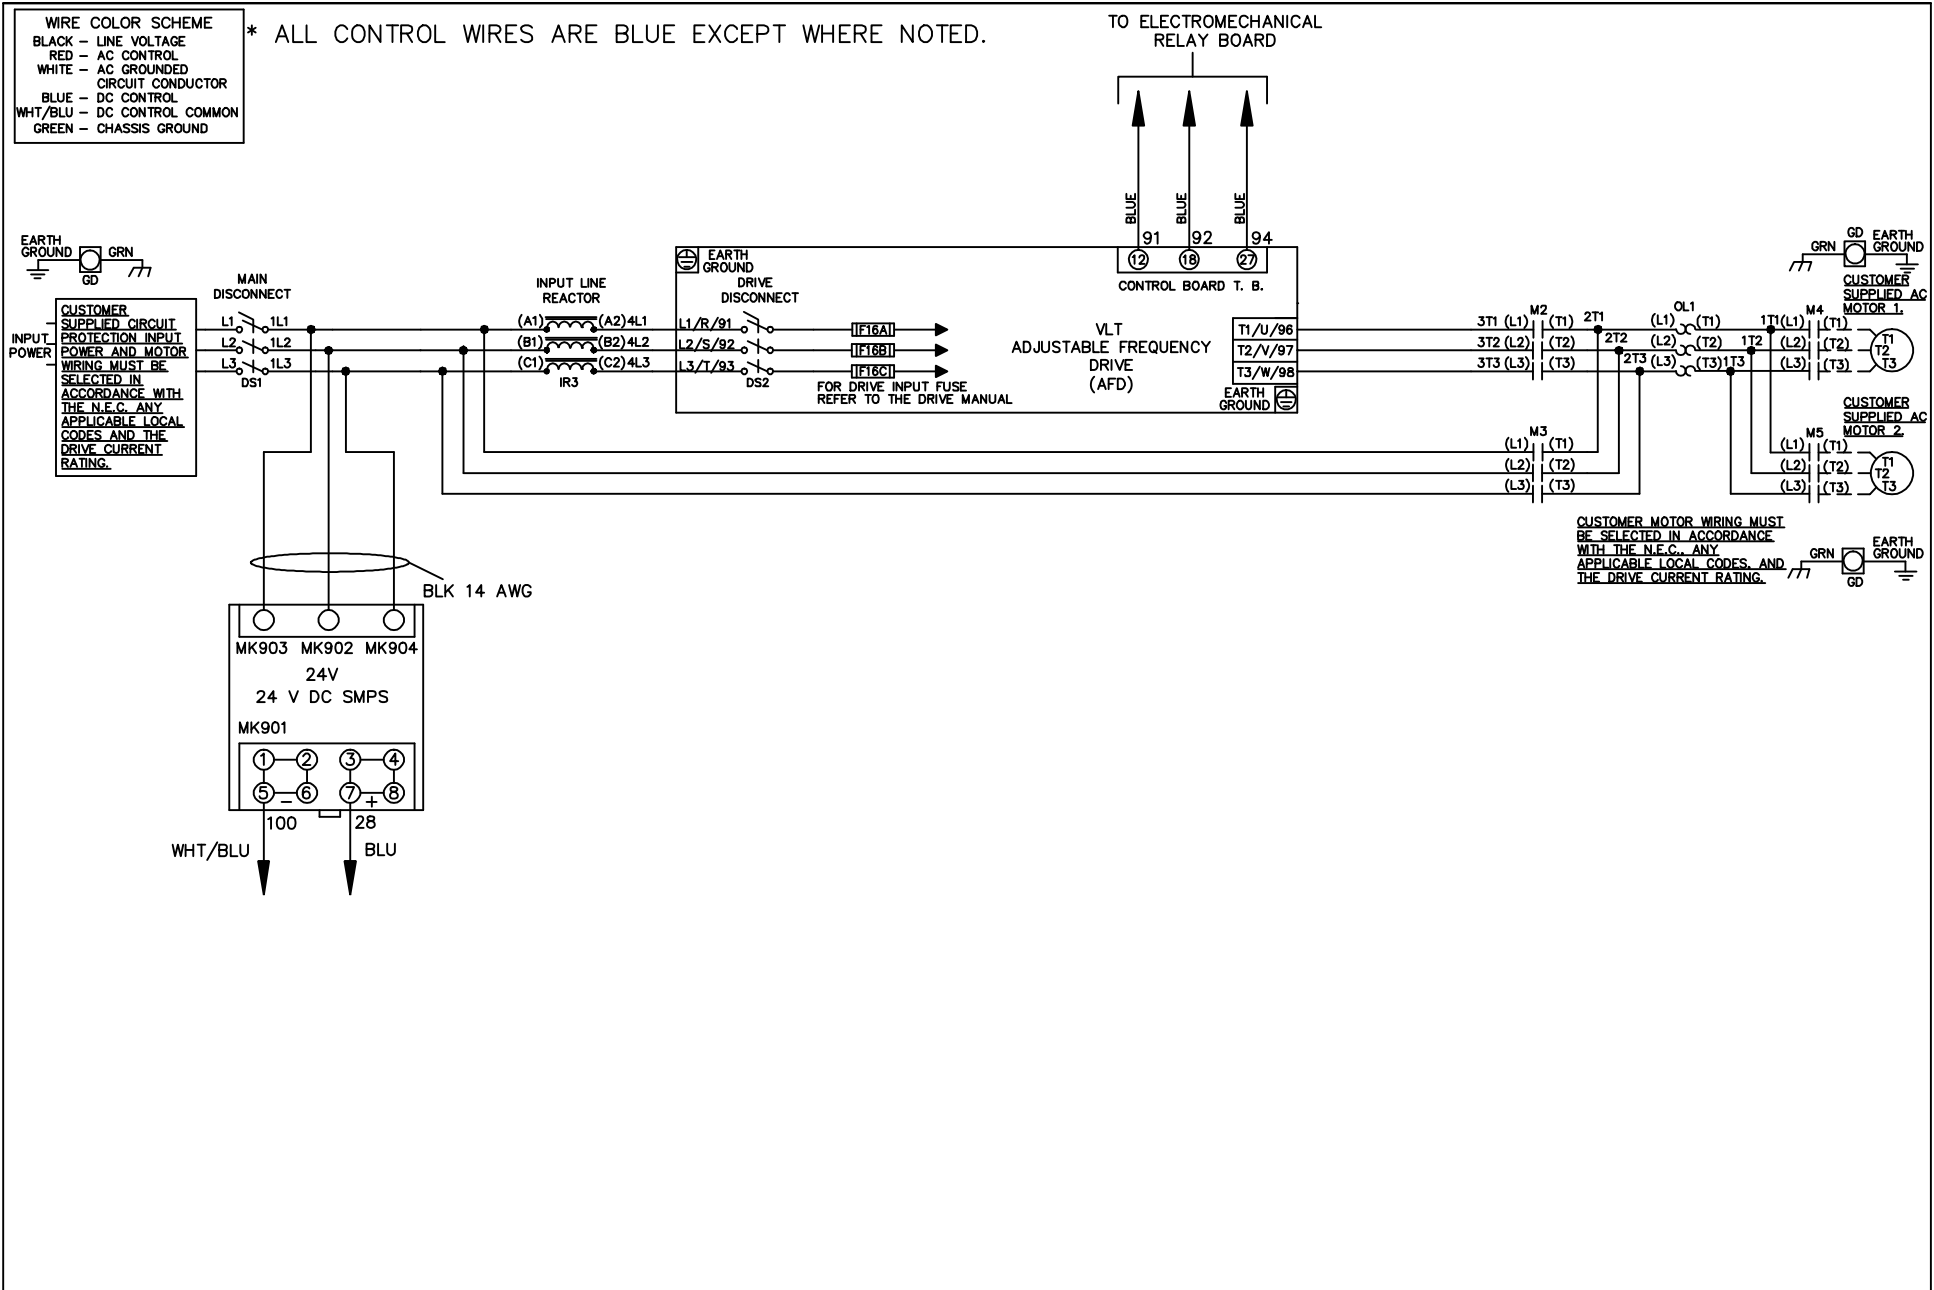 WIRE COLOR SCHEME
BLACK – LINE VOLTAGE
RED – AC CONTROL
WHITE – AC GROUNDED
CIRCUIT CONDUCTOR
BLUE – DC CONTROL
WHT/BLU – DC CONTROL COMMON
GREEN – CHASSIS GROUND
* ALL CONTROL WIRES ARE BLUE EXCEPT WHERE NOTED.
TO ELECTROMECHANICAL
RELAY BOARD
BLUE
BLUE
BLUE
91 92 94
12 18 27
CONTROL BOARD T. B.
EARTH
GROUND
GRN
GD
INPUT
POWER
CUSTOMER
SUPPLIED CIRCUIT
PROTECTION INPUT
POWER AND MOTOR
WIRING MUST BE
SELECTED IN
ACCORDANCE WITH
THE N.E.C. ANY
APPLICABLE LOCAL
CODES AND THE
DRIVE CURRENT
RATING.
MAIN
DISCONNECT
L1 1L1
L2 1L2
L3 1L3
DS1
INPUT LINE
REACTOR
(A1) (A2) 4L1
(B1) (B2) 4L2
(C1) (C2) 4L3
IR3
EARTH
GROUND
DRIVE
DISCONNECT
L1/R/91
L2/S/92
L3/T/93
DS2
F16A
F16B
F16C
FOR DRIVE INPUT FUSE
REFER TO THE DRIVE MANUAL
VLT
ADJUSTABLE FREQUENCY
DRIVE
(AFD)
T1/U/96
T2/V/97
T3/W/98
EARTH
GROUND
M2
3T1 (L1) (T1) 2T1
3T2 (L2) (T2) 2T2
3T3 (L3) (T3) 2T3
OL1
(L1) (T1) 1T1
(L2) (T2) 1T2
(L3) (T3) 1T3
M4
(L1) (T1)
(L2) (T2)
(L3) (T3)
GRN
GD
EARTH
GROUND
CUSTOMER
SUPPLIED AC
MOTOR 1.
T1
T2
T3
M3
(L1) (T1)
(L2) (T2)
(L3) (T3)
CUSTOMER
SUPPLIED AC
MOTOR 2.
M5
(L1) (T1)
(L2) (T2)
(L3) (T3)
T1
T2
T3
CUSTOMER MOTOR WIRING MUST
BE SELECTED IN ACCORDANCE
WITH THE N.E.C., ANY
APPLICABLE LOCAL CODES, AND
THE DRIVE CURRENT RATING.
GRN
GD
EARTH
GROUND
BLK 14 AWG
MK903 MK902 MK904
24V
24 V DC SMPS
MK901
1 2 3 4
5 – 6 7 + 8
100 28
WHT/BLU BLU